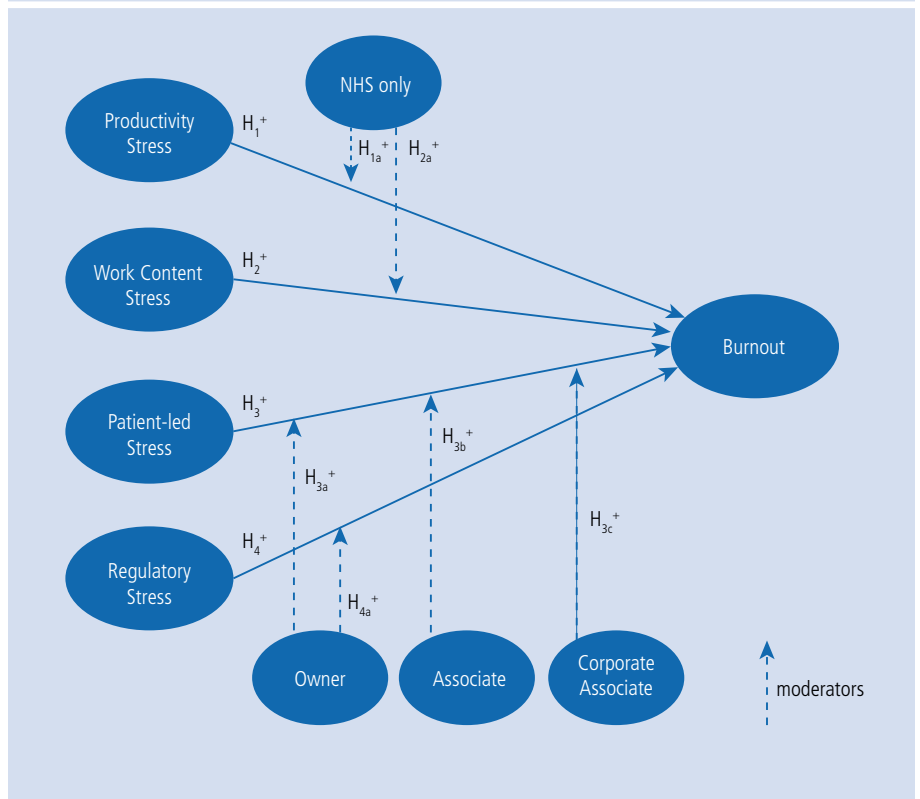 NHS only
Productivity
Stress
H₁⁺
H₁ₐ⁺
H₂ₐ⁺
Work Content
Stress
H₂⁺
Burnout
Patient-led
Stress
H₃⁺
H₃ₐ⁺
H₃b⁺
H₃c⁺
Regulatory
Stress
H₄⁺
H₄ₐ⁺
Owner
Associate
Corporate
Associate
moderators